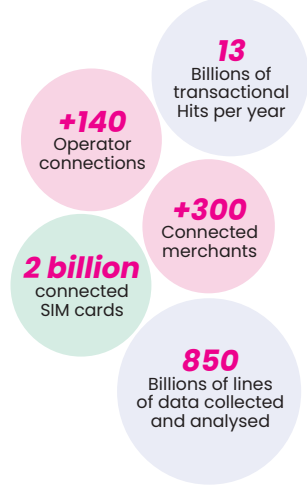 13
Billions of
transactional
Hits per year
+140
Operator
connections
+300
Connected
merchants
2 billion
connected
SIM cards
850
Billions of lines
of data collected
and analysed